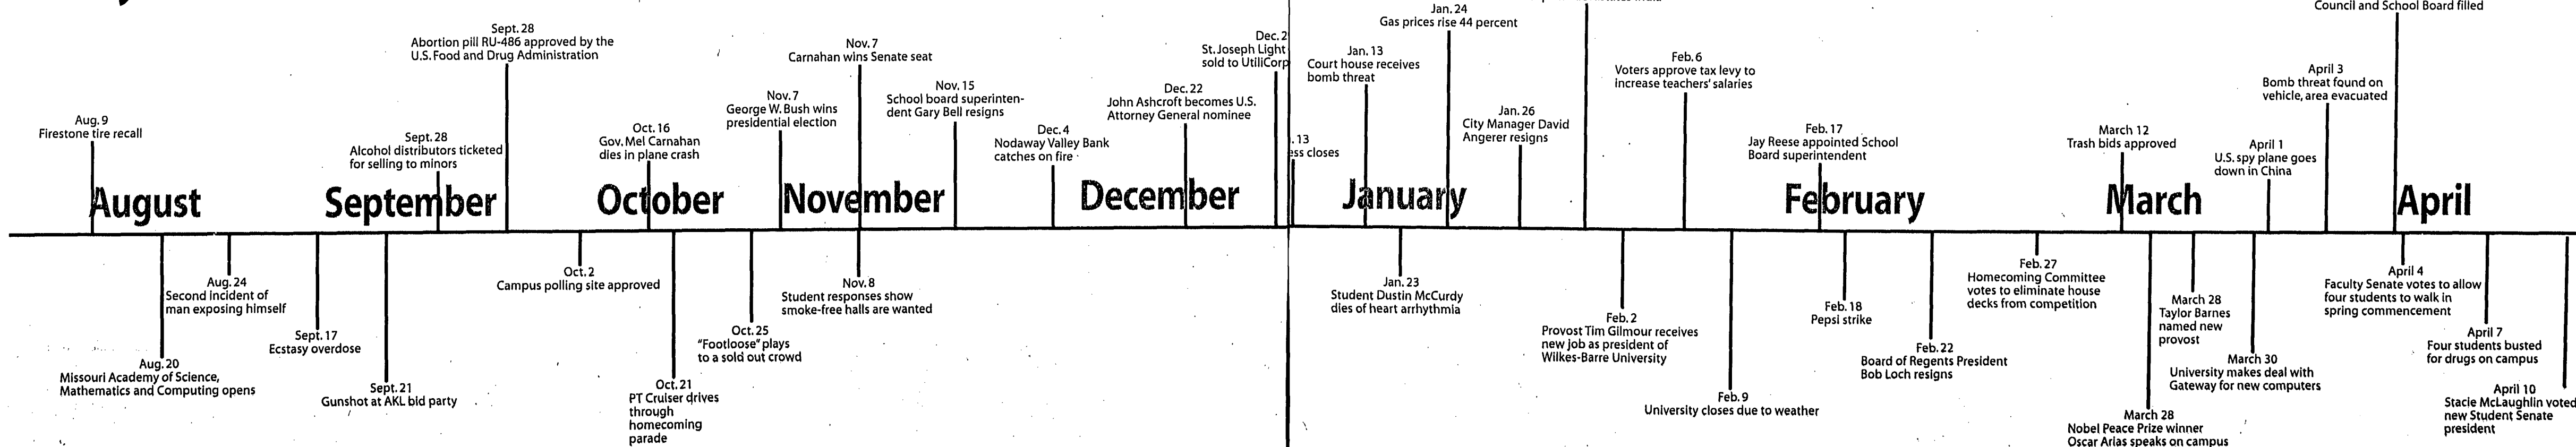 Aug. 9
Firestone tire recall
Sept. 28
Alcohol distributors ticketed
for selling to minors
Sept. 28
Abortion pill RU-486 approved by the
U.S. Food and Drug Administration
Oct. 16
Gov. Mel Carnahan
dies in plane crash
Nov. 7
George W. Bush wins
presidential election
Nov. 7
Carnahan wins Senate seat
Nov. 15
School board superinten-
dent Gary Bell resigns
Dec. 4
Nodaway Valley Bank
catches on fire
Dec. 22
John Ashcroft becomes U.S.
Attorney General nominee
Dec. 2
St. Joseph Light
sold to UtiliCorp
. 13
ess closes
Jan. 13
Court house receives
bomb threat
Jan. 24
Gas prices rise 44 percent
Jan. 26
City Manager David
Angerer resigns
Feb. 6
Voters approve tax levy to
increase teachers' salaries
Feb. 17
Jay Reese appointed School
Board superintendent
March 12
Trash bids approved
April 1
U.S. spy plane goes
down in China
April 3
Bomb threat found on
vehicle, area evacuated
Council and School Board filled
August September October November December January February March April
Aug. 20
Missouri Academy of Science,
Mathematics and Computing opens
Aug. 24
Second incident of
man exposing himself
Sept. 17
Ecstasy overdose
Sept. 21
Gunshot at AKL bid party
Oct. 2
Campus polling site approved
Oct. 21
PT Cruiser drives
through
homecoming
parade
Oct. 25
"Footloose" plays
to a sold out crowd
Nov. 8
Student responses show
smoke-free halls are wanted
Jan. 23
Student Dustin McCurdy
dies of heart arrhythmia
Feb. 2
Provost Tim Gilmour receives
new job as president of
Wilkes-Barre University
Feb. 9
University closes due to weather
Feb. 18
Pepsi strike
Feb. 22
Board of Regents President
Bob Loch resigns
Feb. 27
Homecoming Committee
votes to eliminate house
decks from competition
March 28
Nobel Peace Prize winner
Oscar Arias speaks on campus
March 28
Taylor Barnes
named new
provost
March 30
University makes deal with
Gateway for new computers
April 4
Faculty Senate votes to allow
four students to walk in
spring commencement
April 7
Four students busted
for drugs on campus
April 10
Stacie McLaughlin voted
new Student Senate
president